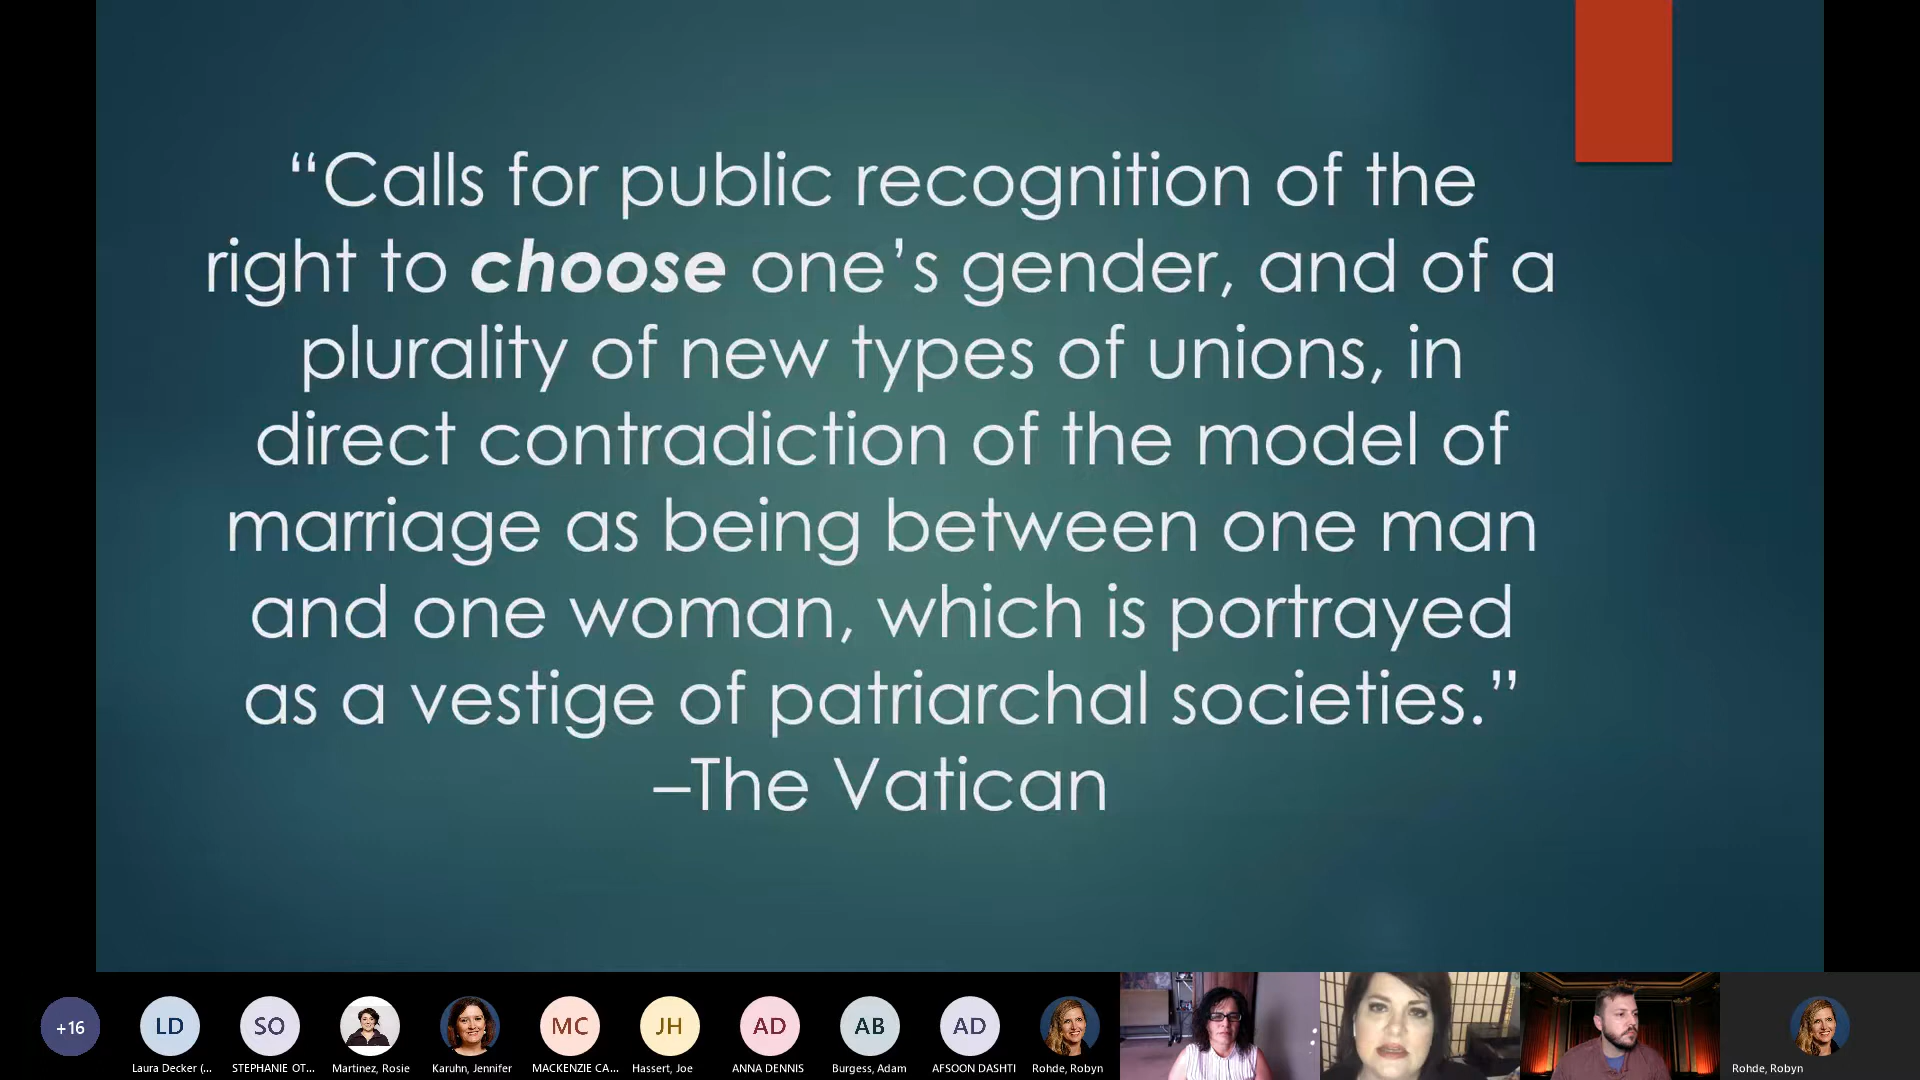 “Calls for public recognition of the
right to choose one’s gender, and of a
plurality of new types of unions, in
direct contradiction of the model of
marriage as being between one man
and one woman, which is portrayed
as a vestige of patriarchal societies.”
–The Vatican
+16
LD
SO
MC
JH
AD
AB
AD
Laura Decker (...
STEPHANIE OT...
Martinez, Rosie
Karuhn, Jennifer
MACKENZIE CA...
Hassert, Joe
ANNA DENNIS
Burgess, Adam
AFSOON DASHTI
Rohde, Robyn
Rohde, Robyn